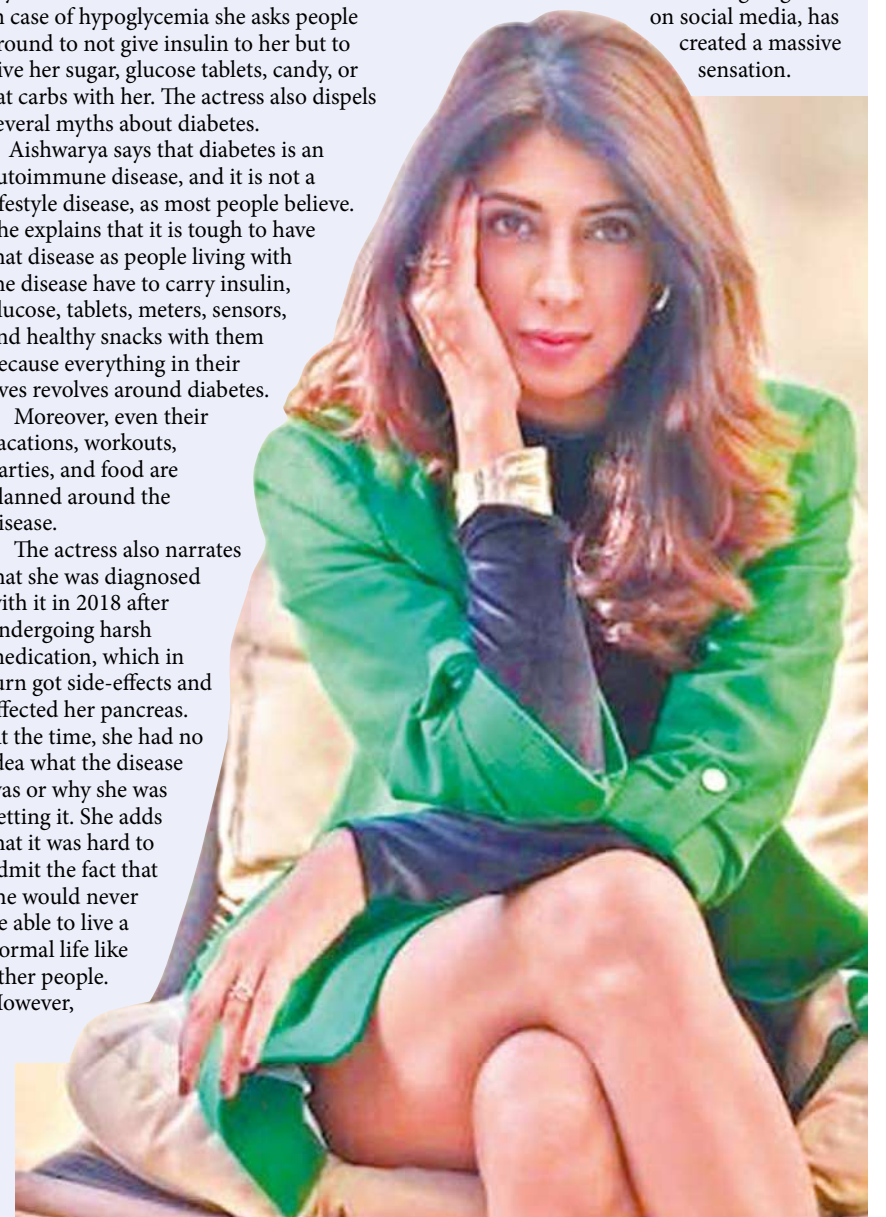 n case of hypoglycemia she asks people
round to not give insulin to her but to
ive her sugar, glucose tablets, candy, or
at carbs with her. The actress also dispels
everal myths about diabetes.
Aishwarya says that diabetes is an
utoimmune disease, and it is not a
festyle disease, as most people believe.
he explains that it is tough to have
hat disease as people living with
he disease have to carry insulin,
lucose, tablets, meters, sensors,
nd healthy snacks with them
ecause everything in their
ves revolves around diabetes.
Moreover, even their
acations, workouts,
arties, and food are
lanned around the
isease.
The actress also narrates
hat she was diagnosed
ith it in 2018 after
ndergoing harsh
edication, which in
urn got side-effects and
ffected her pancreas.
t the time, she had no
dea what the disease
as or why she was
etting it. She adds
hat it was hard to
dmit the fact that
he would never
e able to live a
ormal life like
ther people.
owever,
on social media, has
created a massive
sensation.